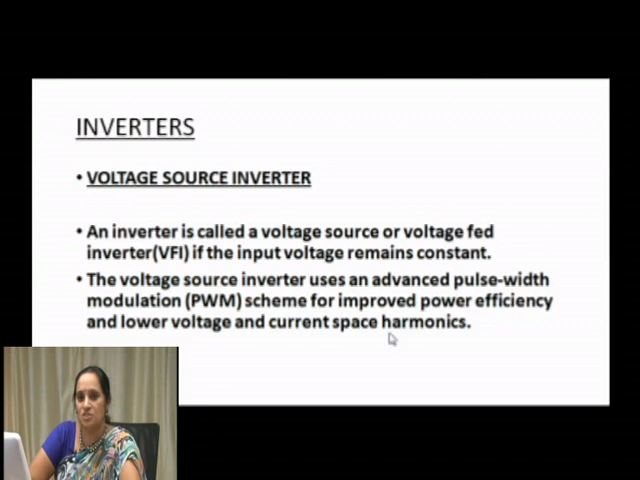 INVERTERS
• VOLTAGE SOURCE INVERTER
• An inverter is called a voltage source or voltage fed
inverter(VFI) if the input voltage remains constant.
• The voltage source inverter uses an advanced pulse-width
modulation (PWM) scheme for improved power efficiency
and lower voltage and current space harmonics.